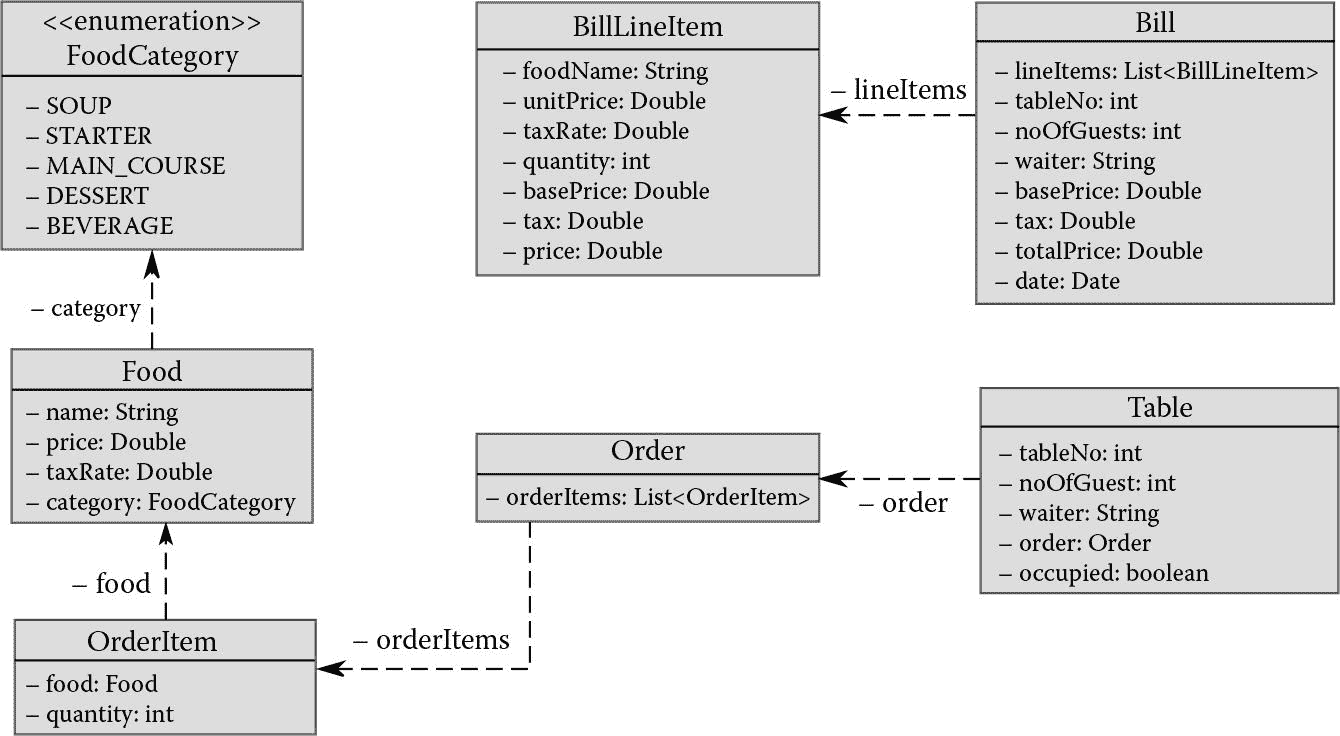 <<enumeration>>
FoodCategory
– SOUP
– STARTER
– MAIN_COURSE
– DESSERT
– BEVERAGE
– category
Food
– name: String
– price: Double
– taxRate: Double
– category: FoodCategory
– food
OrderItem
– food: Food
– quantity: int
BillLineItem
– foodName: String
– unitPrice: Double
– taxRate: Double
– quantity: int
– basePrice: Double
– tax: Double
– price: Double
– lineItems
Bill
– lineItems: List<BillLineItem>
– tableNo: int
– noOfGuests: int
– waiter: String
– basePrice: Double
– tax: Double
– totalPrice: Double
– date: Date
Order
– orderItems: List<OrderItem>
– orderItems
– order
Table
– tableNo: int
– noOfGuest: int
– waiter: String
– order: Order
– occupied: boolean